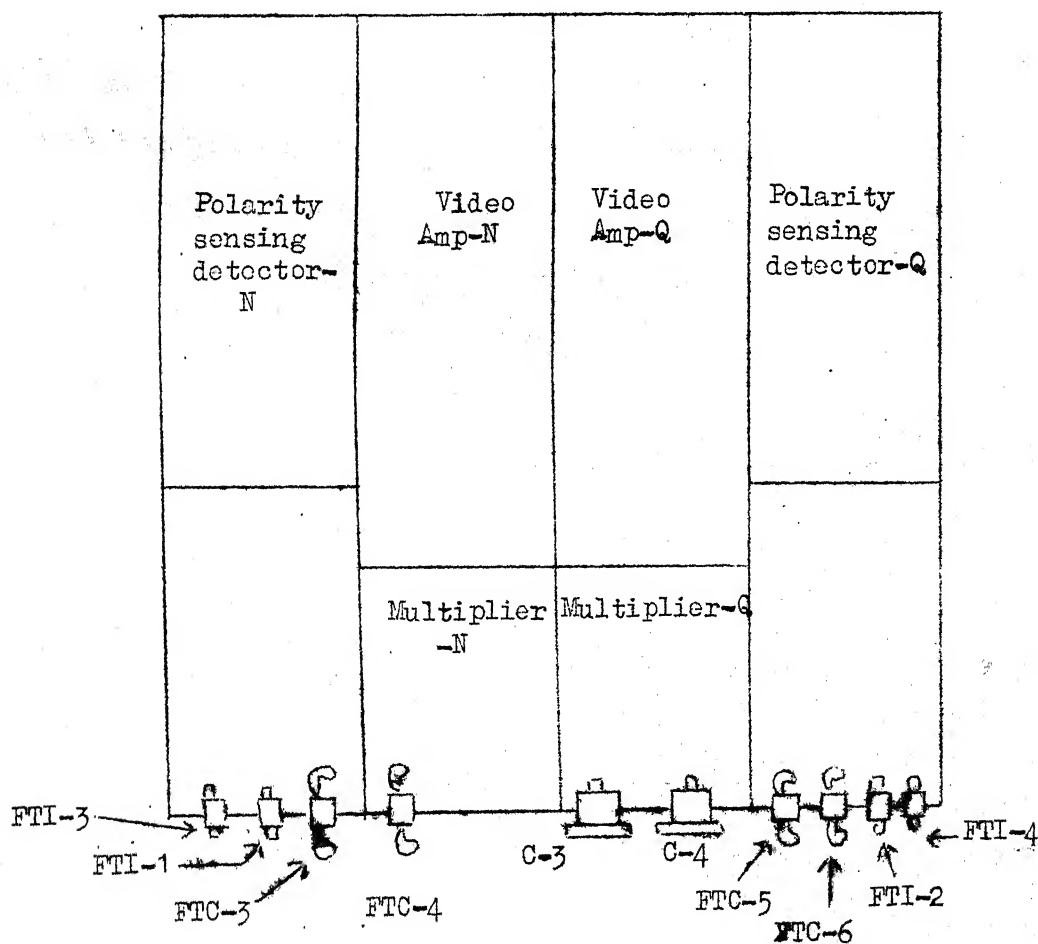 Polarity
sensing
detector-
N
Video
Amp-N
Video
Amp-Q
Polarity
sensing
detector-Q
Multiplier
-N
Multiplier-Q
FTI-3
FTI-1
FTC-3
FTC-4
C-3
C-4
FTC-5
FTC-6
FTI-2
FTI-4